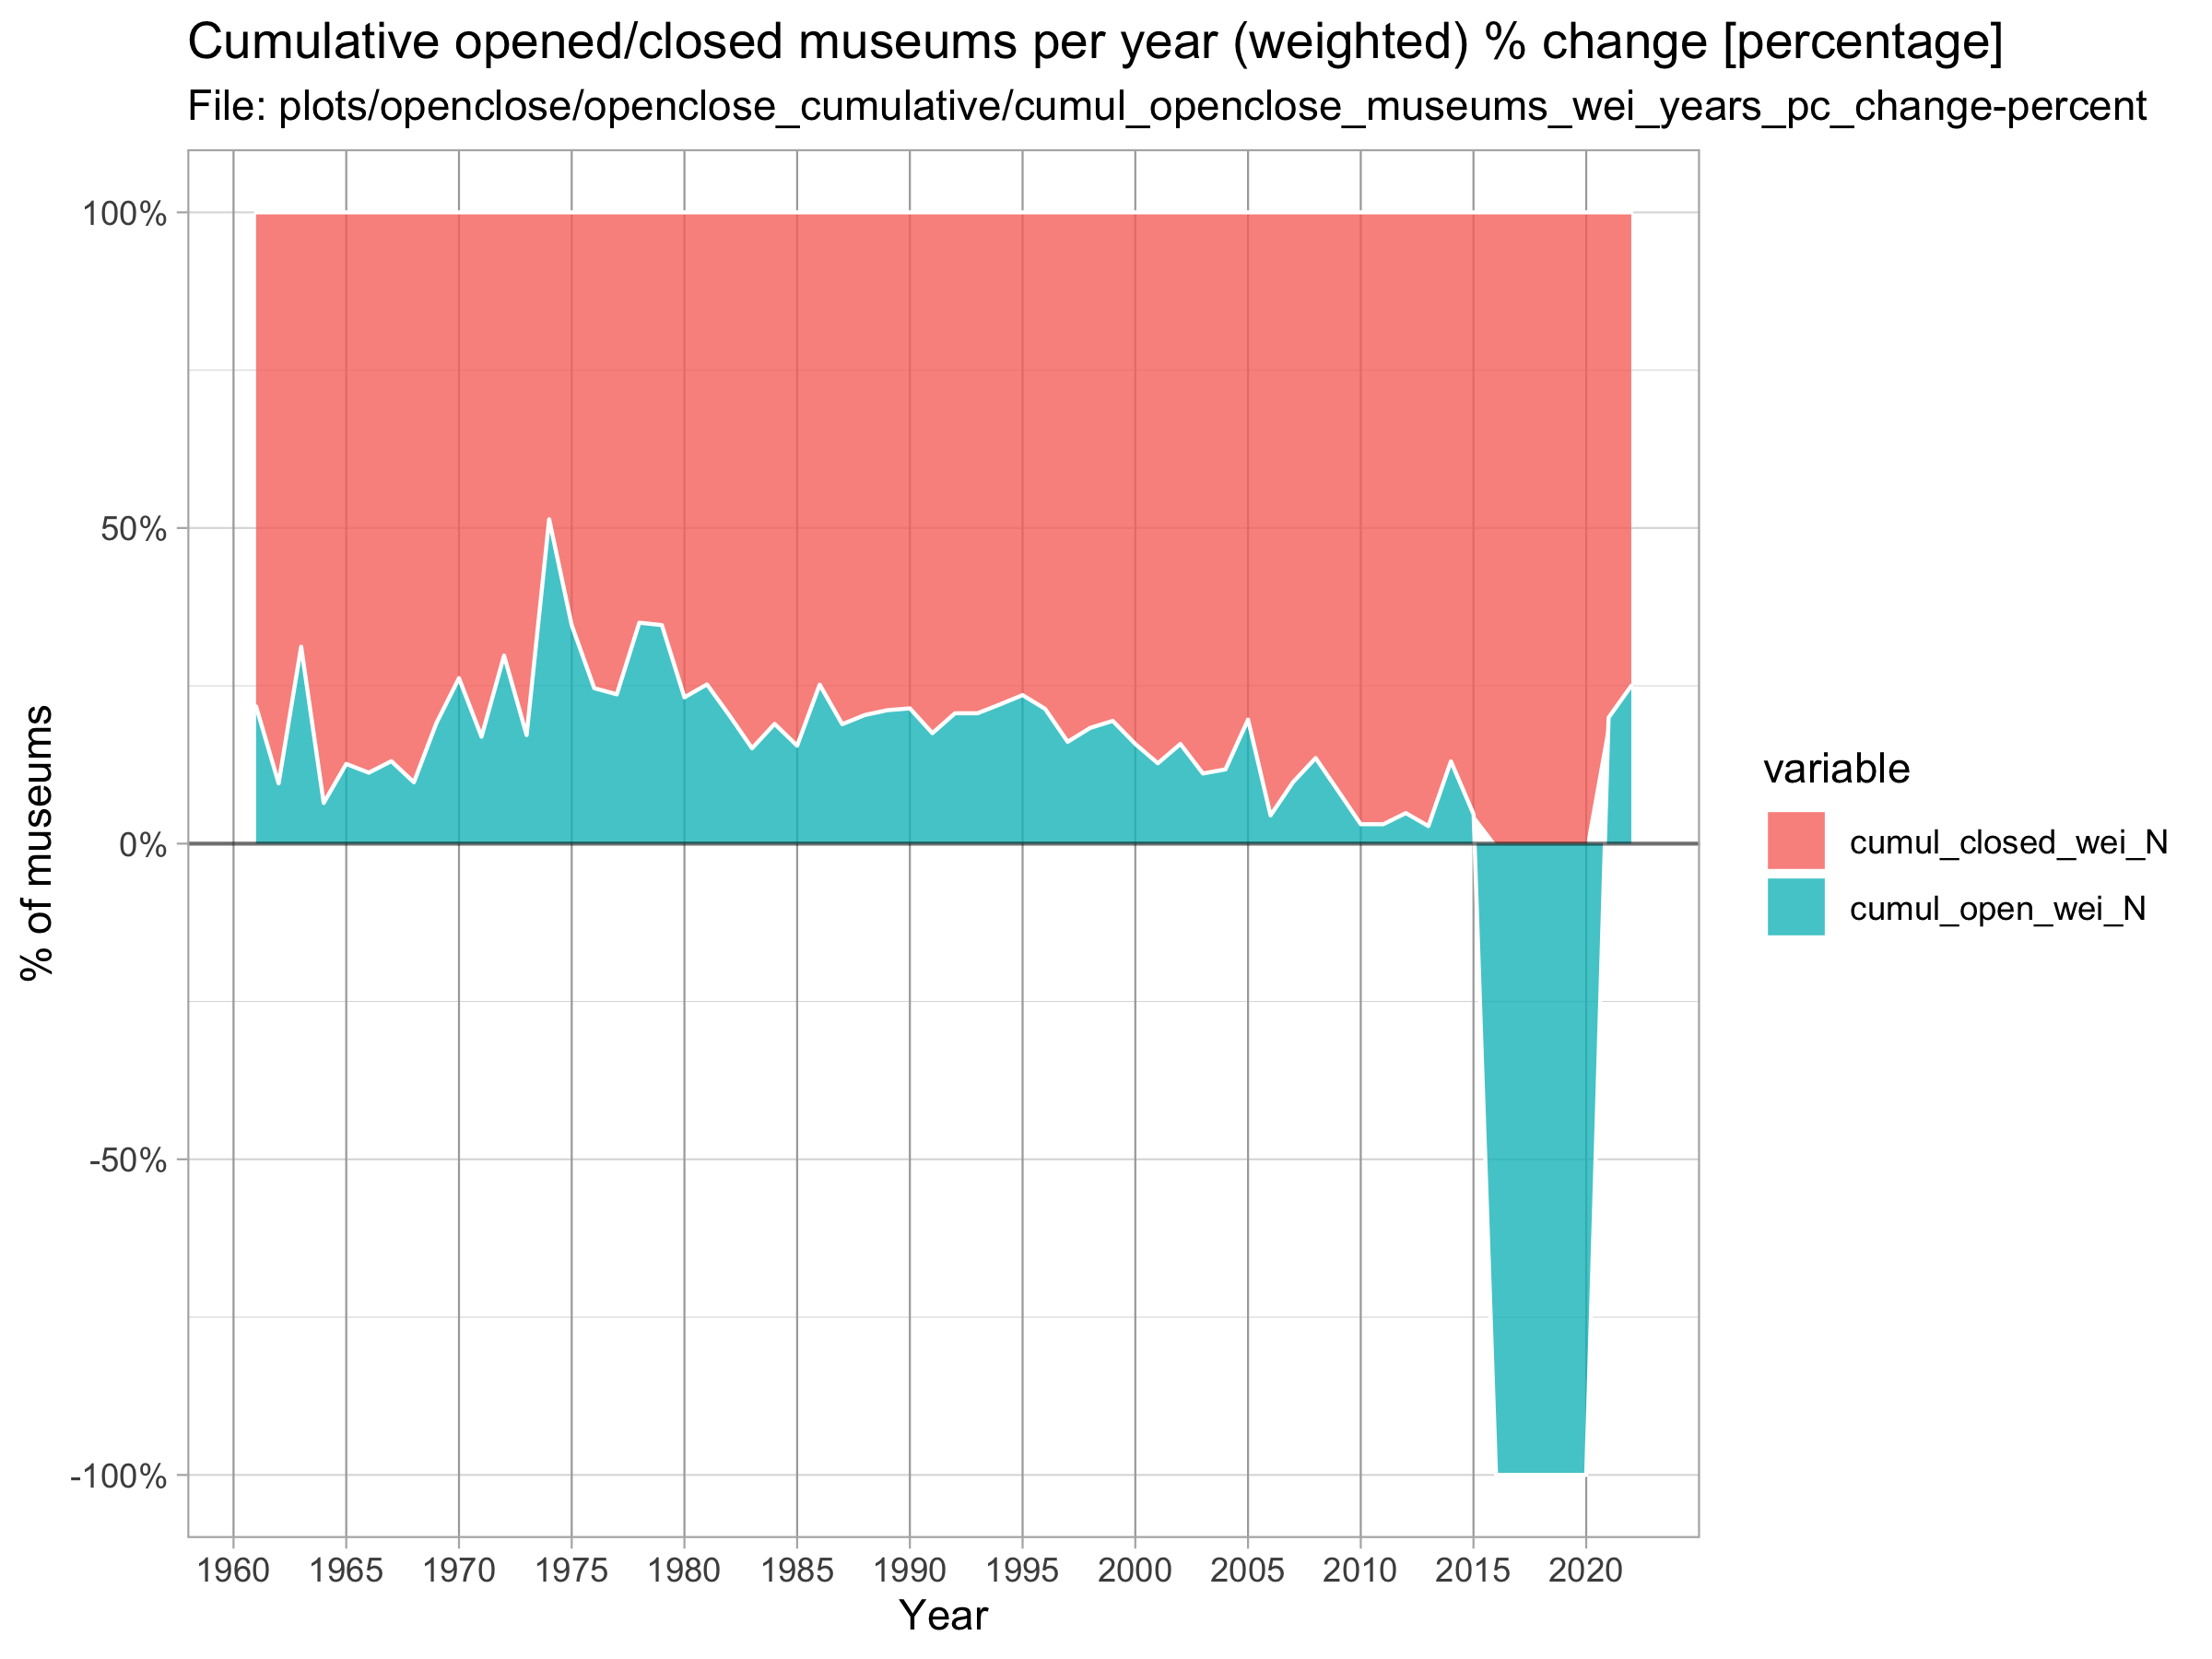 Cumulative opened/closed museums per year (weighted) % change [percentage]
File: plots/openclose/openclose_cumulative/cumul_openclose_museums_wei_years_pc_change-percent
100%
50%
0%
-50%
-100%
% of museums
1960 1965 1970 1975 1980 1985 1990 1995 2000 2005 2010 2015 2020
Year
variable
cumul_closed_wei_N
cumul_open_wei_N